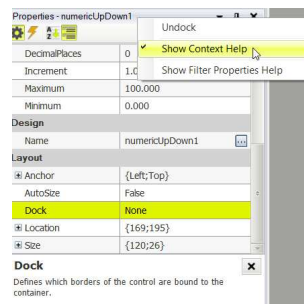 Properties - numericUpDown1
Undock
Show Context Help
Show Filter Properties Help
DecimalPlaces 0
Increment 1.0
Maximum 100.000
Minimum 0.000
Design
Name numericUpDown1 ...
Layout
Anchor {Left;Top}
AutoSize False
Dock None
Location {169;195}
Size {120;26}
Dock
Defines which borders of the control are bound to the
container.